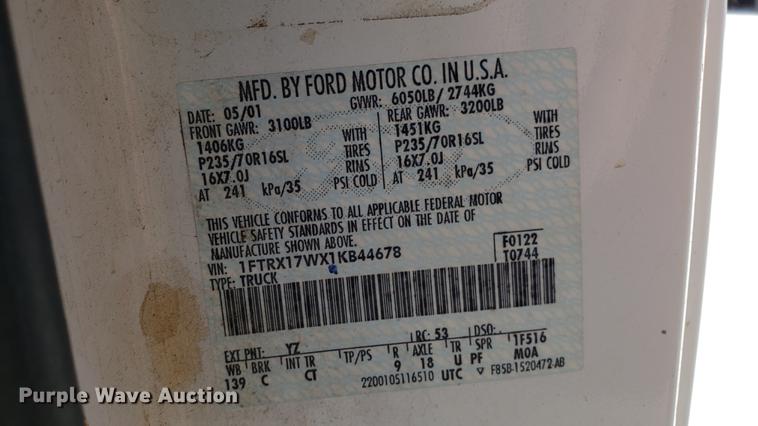 MFD. BY FORD MOTOR CO. IN U.S.A.
DATE: 05/01 GVWR: 6050LB/ 2744KG
FRONT GAWR: 3100LB REAR GAWR: 3200LB
1406KG WITH 1451KG WITH
P235/70R16SL TIRES P235/70R16SL TIRES
16X7.0J RIMS 16X7.0J RIMS
AT 241 kPa/35 PSI COLD AT 241 kPa/35 PSI COLD
THIS VEHICLE CONFORMS TO ALL APPLICABLE FEDERAL MOTOR
VEHICLE SAFETY STANDARDS IN EFFECT ON THE DATE OF
MANUFACTURE SHOWN ABOVE.
VIN: 1FTRX17WX1KB44678 F0122
TYPE: TRUCK T0744
EXT PNT: YZ RC: 53 DSO:
WB BRK INT TR TP/PS R AXLE TR SPR 1F516
139 C CT 9 18 U PF MOA
2200105116510 UTC ▽ F85B-1520472-AB
Purple Wave Auction